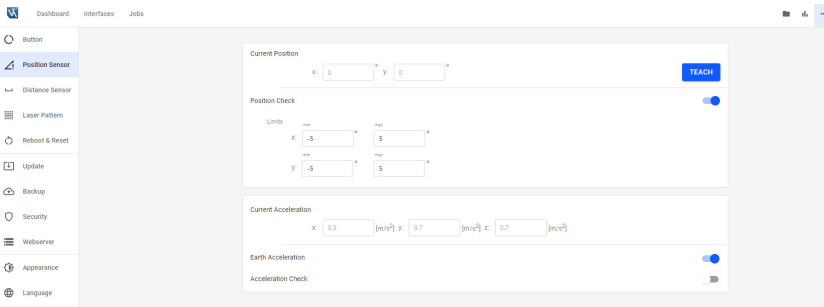 Dashboard Interfaces Jobs
Button
Position Sensor
Distance Sensor
Laser Pattern
Reboot & Reset
Update
Backup
Security
Webserver
Appearance
Language
Current Position
x: 0 ° y: 0 °
TEACH
Position Check
Limits
min max
x: -5 ° 5 °
min max
y: -5 ° 5 °
Current Acceleration
x: 0.3 [m/s²] y: 9.7 [m/s²] z: 0.7 [m/s²]
Earth Acceleration
Acceleration Check